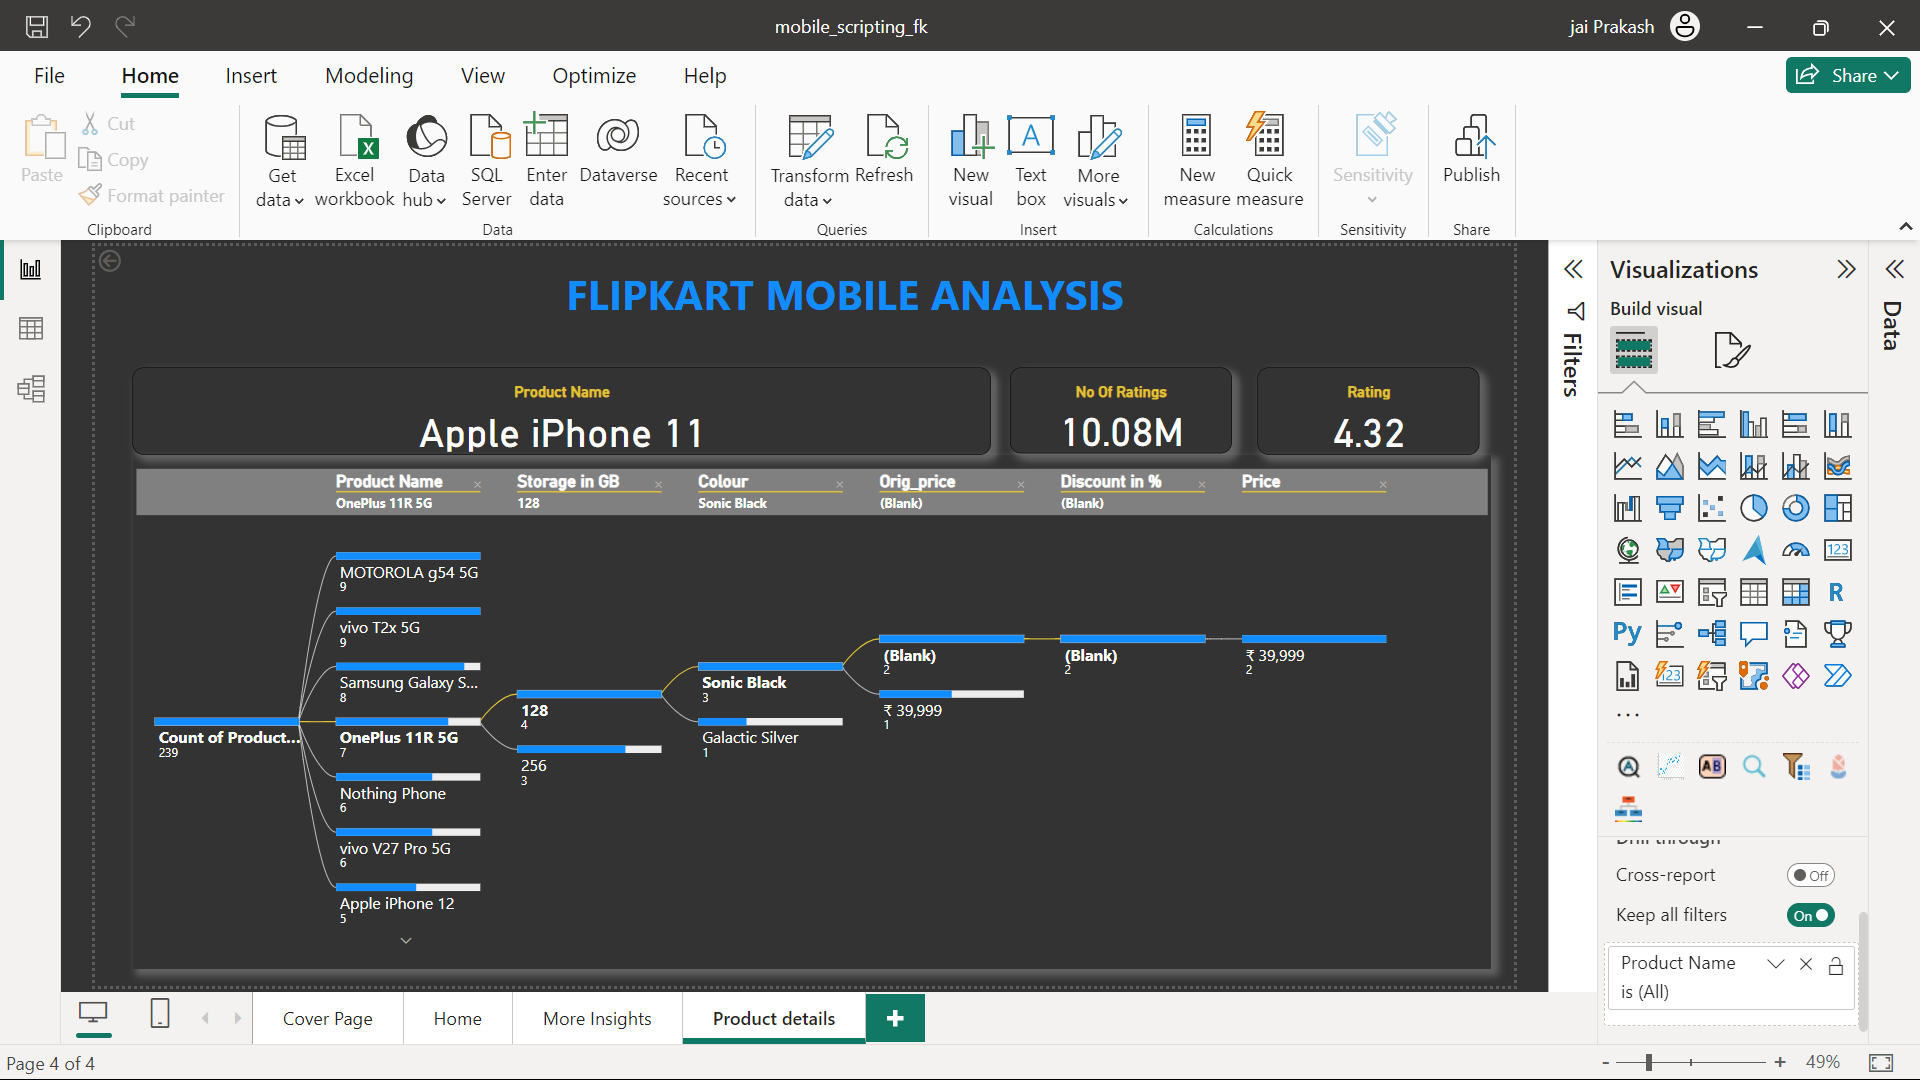 mobile_scripting_fk
jai Prakash
File Home Insert Modeling View Optimize Help
Share
Paste
Cut
Copy
Format painter
Clipboard
Get data
Excel workbook
Data hub
SQL Server
Enter data
Dataverse
Recent sources
Data
Transform data
Refresh
Queries
New visual
Text box
More visuals
Insert
New measure
Quick measure
Calculations
Sensitivity
Sensitivity
Publish
Share
FLIPKART MOBILE ANALYSIS
Product Name
Apple iPhone 11
No Of Ratings
10.08M
Rating
4.32
Product Name × Storage in GB × Colour × Orig_price × Discount in % × Price ×
OnePlus 11R 5G 128 Sonic Black (Blank) (Blank)
Count of Product...
239
MOTOROLA g54 5G
9
vivo T2x 5G
9
Samsung Galaxy S...
8
OnePlus 11R 5G
7
Nothing Phone
6
vivo V27 Pro 5G
6
Apple iPhone 12
5
128
4
256
3
Sonic Black
3
Galactic Silver
1
(Blank)
2
₹ 39,999
1
(Blank)
2
₹ 39,999
2
Filters
Visualizations
Build visual
123
R
Py
123
...
AB
Drill through
Cross-report Off
Keep all filters On
Product Name
is (All)
Data
Cover Page Home More Insights Product details +
Page 4 of 4
- + 49%